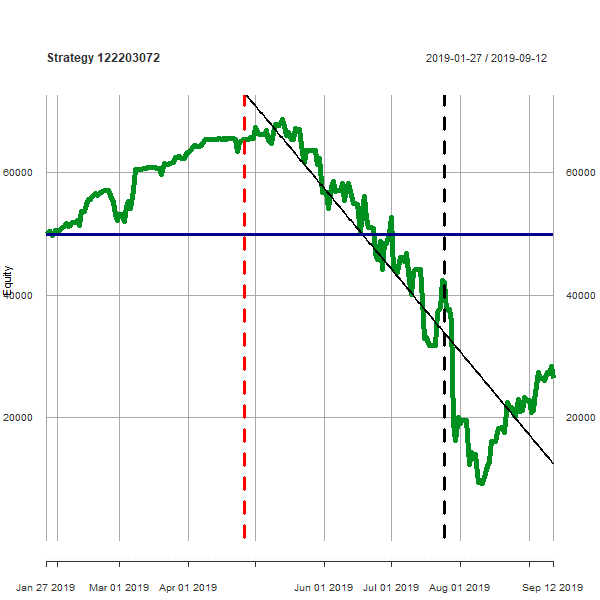 Strategy 122203072
2019-01-27 / 2019-09-12
60000
60000
Equity
40000
40000
20000
20000
Jan 27 2019
Mar 01 2019
Apr 01 2019
Jun 01 2019
Jul 01 2019
Aug 01 2019
Sep 12 2019